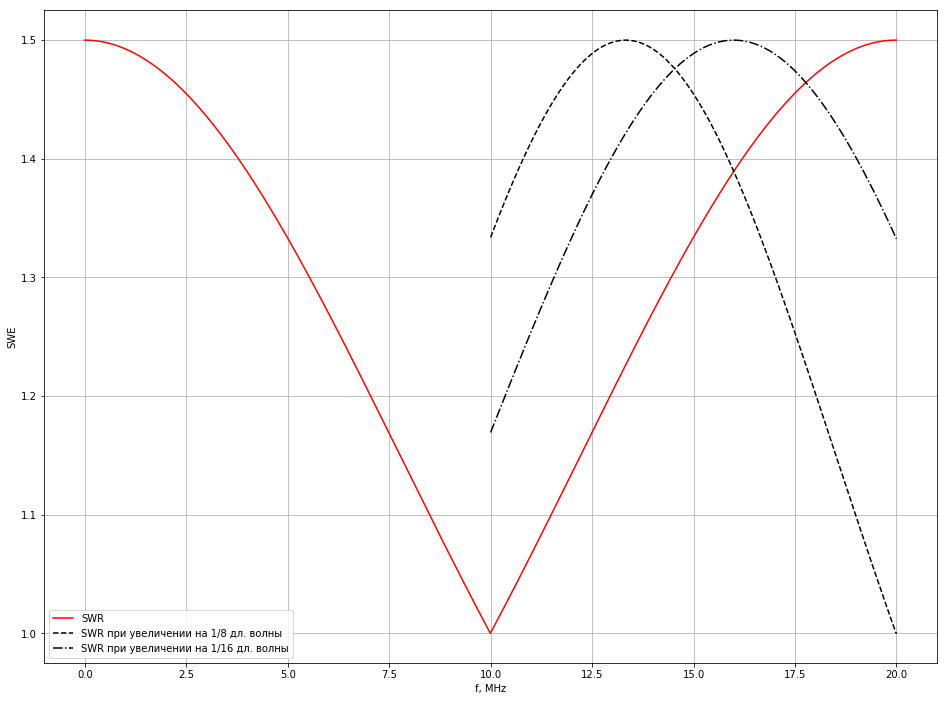 1.5
1.4
1.3
1.2
1.1
1.0
SWE
SWR
SWR при увеличении на 1/8 дл. волны
SWR при увеличении на 1/16 дл. волны
0.0 2.5 5.0 7.5 10.0 12.5 15.0 17.5 20.0
f, MHz